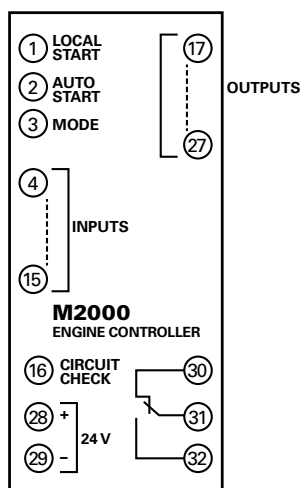 1 LOCAL START
17
2 AUTO START
OUTPUTS
3 MODE
27
4
INPUTS
15
M2000
ENGINE CONTROLLER
16 CIRCUIT CHECK
30
28 +
31
24 V
29 –
32